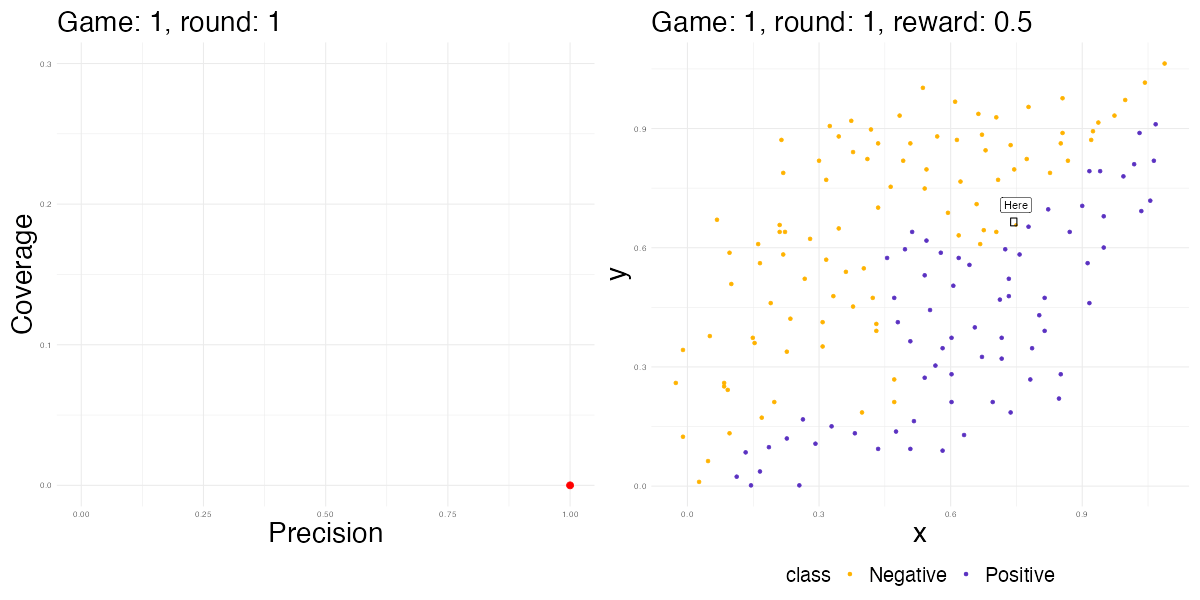 Game: 1, round: 1
Coverage
0.3
0.2
0.1
0.0
0.00 0.25 0.50 0.75 1.00
Precision
Game: 1, round: 1, reward: 0.5
y
0.9
0.6
0.3
0.0
Here
0.0 0.3 0.6 0.9
x
class Negative Positive